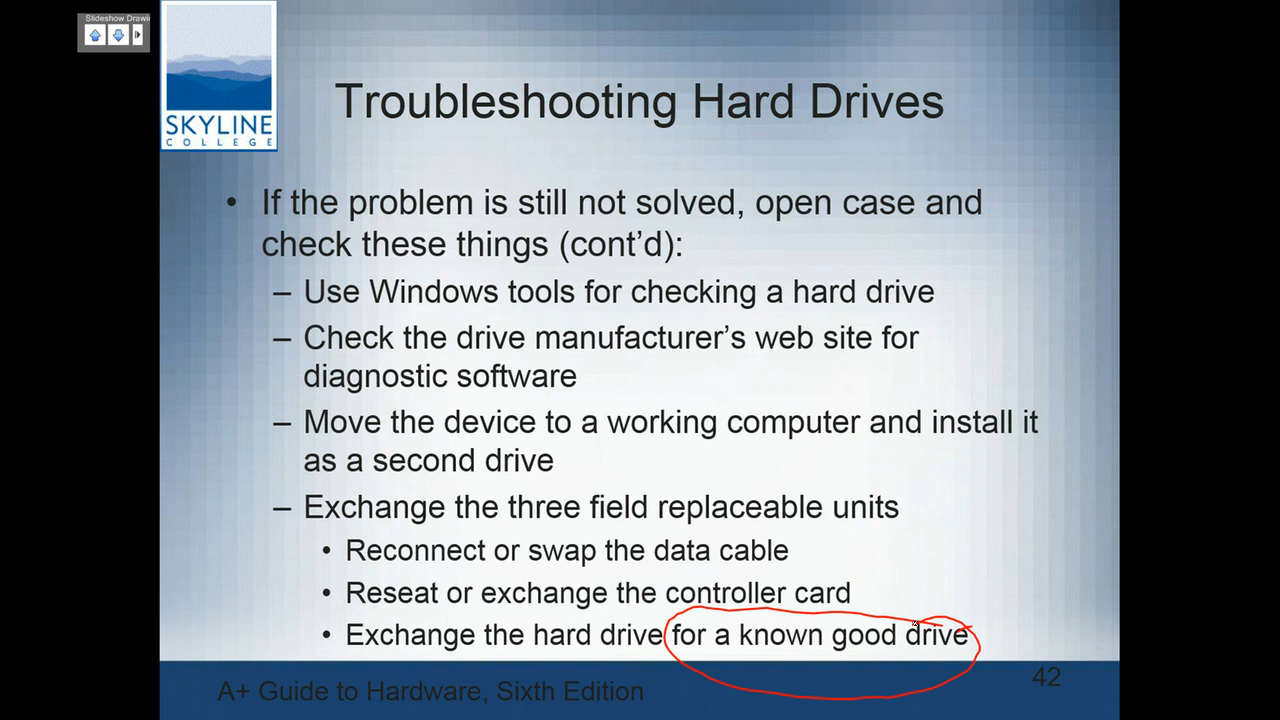 Slideshow Drawi
SKYLINE
COLLEGE
Troubleshooting Hard Drives
• If the problem is still not solved, open case and
check these things (cont’d):
– Use Windows tools for checking a hard drive
– Check the drive manufacturer’s web site for
diagnostic software
– Move the device to a working computer and install it
as a second drive
– Exchange the three field replaceable units
• Reconnect or swap the data cable
• Reseat or exchange the controller card
• Exchange the hard drive for a known good drive
A+ Guide to Hardware, Sixth Edition
42